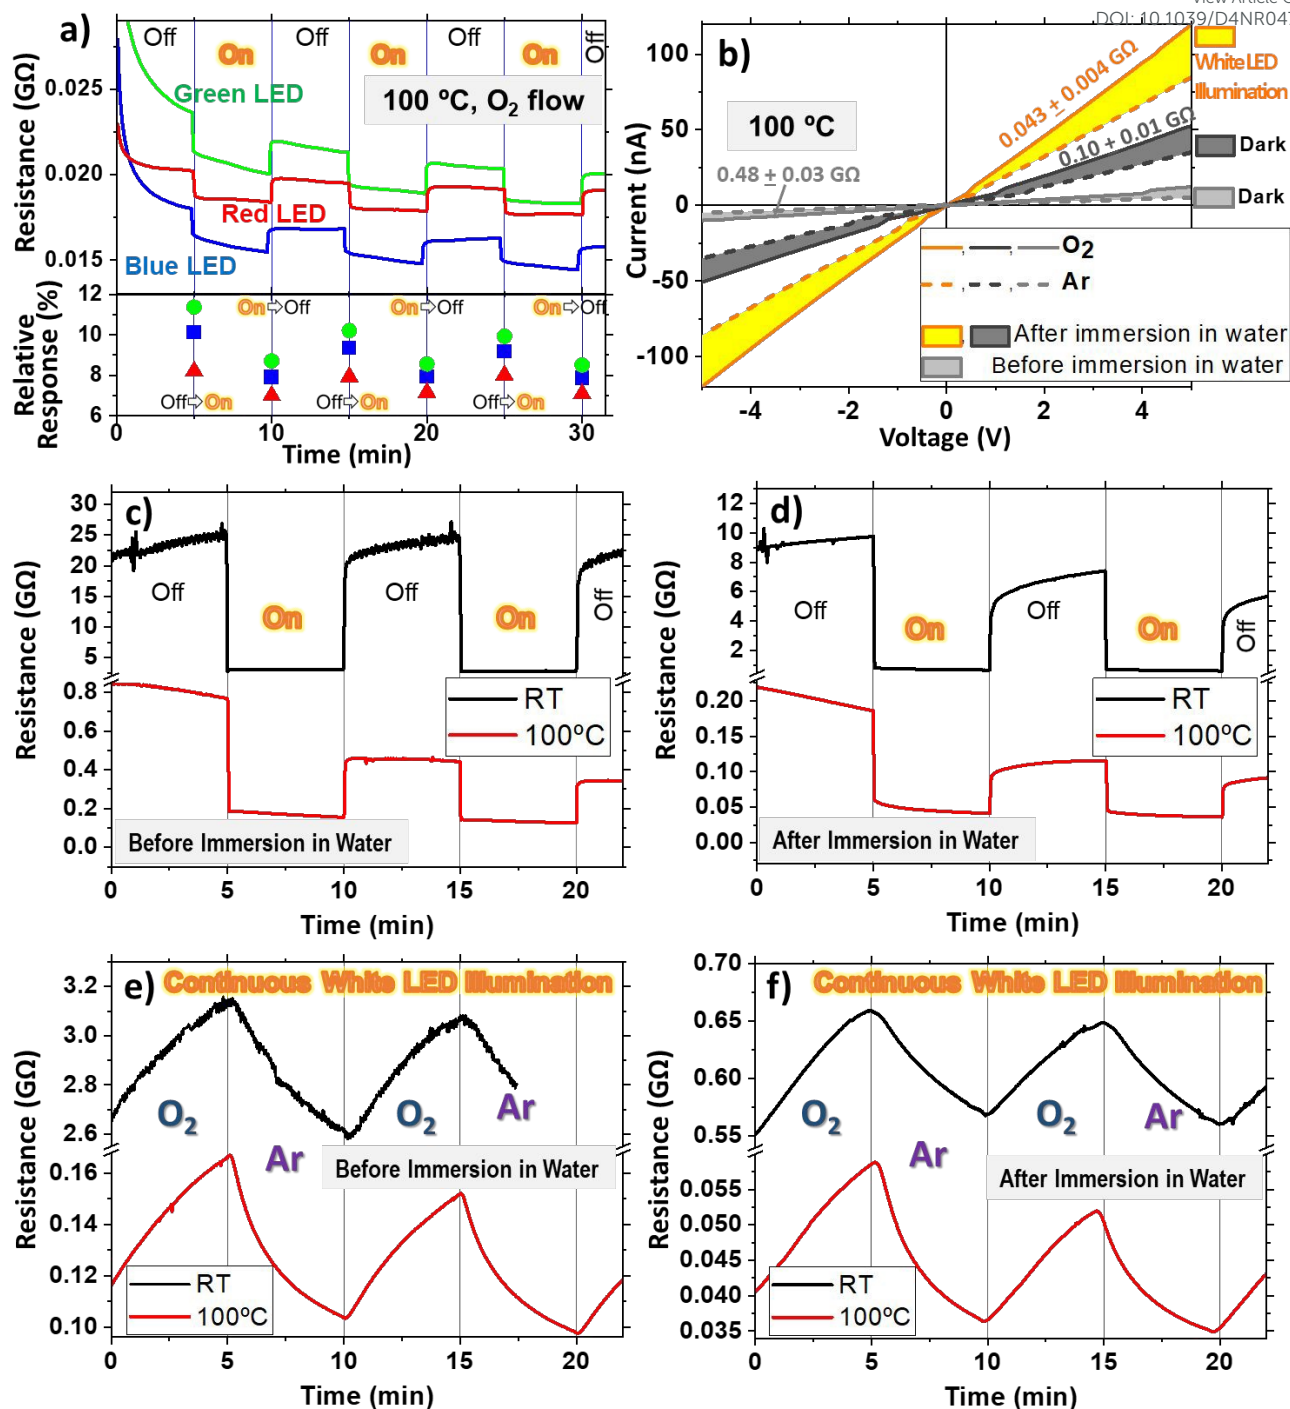 View Article O
DOI: 10.1039/D4NR047
a)
Off
On
Off
On
Off
On
Off
Green LED
100 ºC, O2 flow
Red LED
Blue LED
Resistance (GΩ)
0.025
0.020
0.015
On⇨Off
On⇨Off
On⇨Off
Off⇨On
Off⇨On
Off⇨On
Relative
Response (%)
12
10
8
6
0
10
20
30
Time (min)
b)
100 ºC
0.48 ± 0.03 GΩ
0.043 ± 0.004 GΩ
0.10 ± 0.01 GΩ
White LED
Illumination
Dark
Dark
Current (nA)
100
50
0
-50
-100
O2
Ar
After immersion in water
Before immersion in water
-4
-2
0
2
4
Voltage (V)
c)
Off
On
Off
On
Off
Resistance (GΩ)
30
25
20
15
10
5
0.8
0.6
0.4
0.2
0.0
RT
100ºC
Before Immersion in Water
0
5
10
15
20
Time (min)
d)
Off
On
Off
On
Off
Resistance (GΩ)
12
10
8
6
4
2
0.20
0.15
0.10
0.05
0.00
RT
100ºC
After Immersion in Water
0
5
10
15
20
Time (min)
e)
Continuous White LED Illumination
O2
Ar
O2
Ar
Before Immersion in Water
Resistance (GΩ)
3.2
3.0
2.8
2.6
0.16
0.14
0.12
0.10
RT
100ºC
0
5
10
15
20
Time (min)
f)
Continuous White LED Illumination
O2
Ar
O2
Ar
After Immersion in Water
Resistance (GΩ)
0.70
0.65
0.60
0.55
0.055
0.050
0.045
0.040
0.035
RT
100ºC
0
5
10
15
20
Time (min)